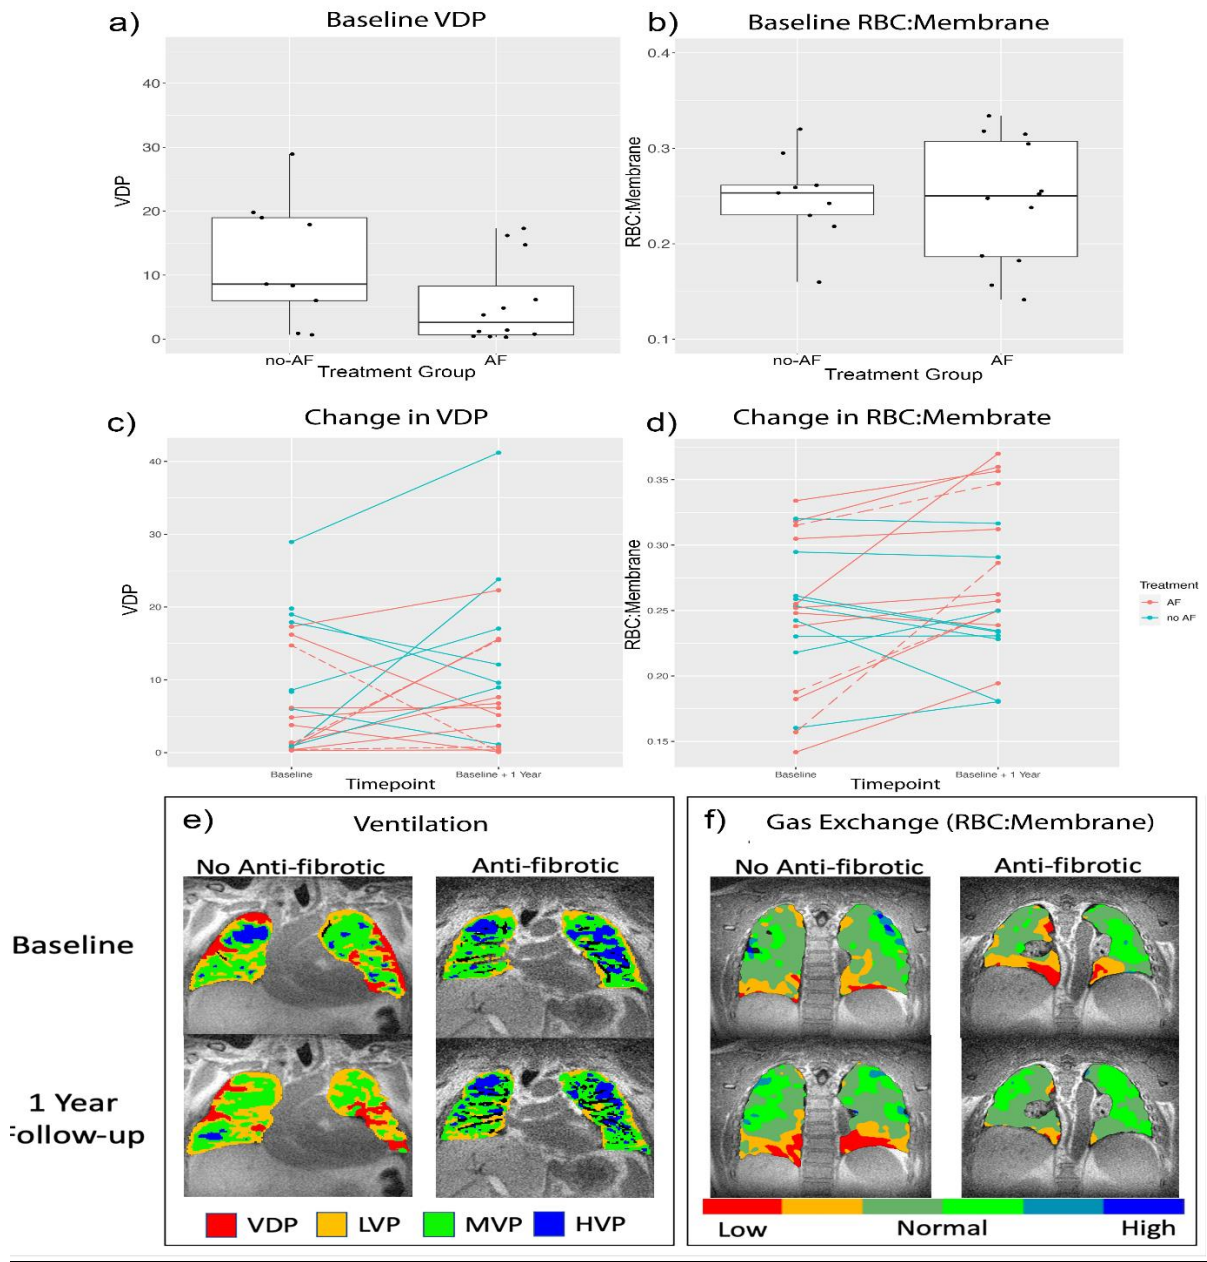 a) Baseline VDP
40
30
20
10
0
VDP
no-AF AF
Treatment Group
b) Baseline RBC:Membrane
0.4
0.3
0.2
0.1
RBC:Membrane
no-AF AF
Treatment Group
c) Change in VDP
40
30
20
10
0
VDP
Baseline Baseline + 1 Year
Timepoint
d) Change in RBC:Membrate
0.35
0.30
0.25
0.20
0.15
RBC:Membrane
Baseline Baseline + 1 Year
Timepoint
Treatment
AF
no AF
e) Ventilation
No Anti-fibrotic Anti-fibrotic
Baseline
1 Year
Follow-up
VDP LVP MVP HVP
f) Gas Exchange (RBC:Membrane)
No Anti-fibrotic Anti-fibrotic
Low Normal High